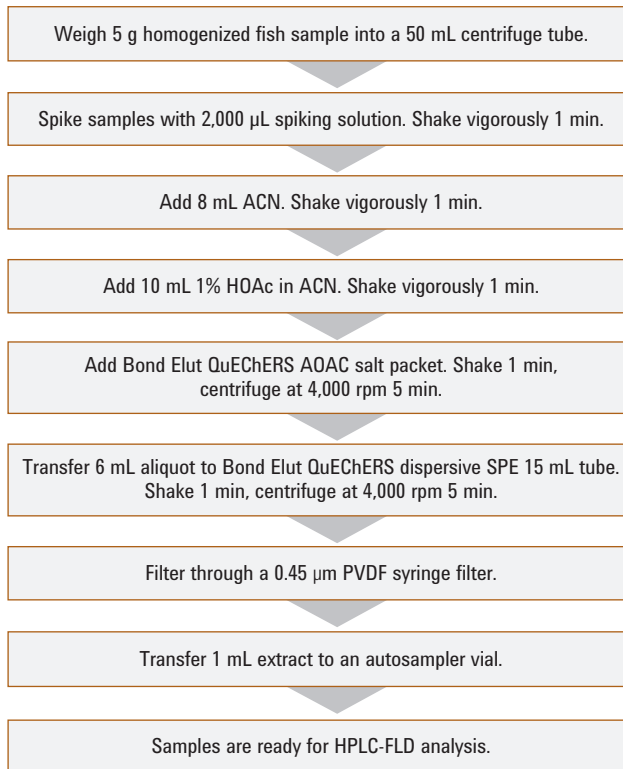 Weigh 5 g homogenized fish sample into a 50 mL centrifuge tube.
Spike samples with 2,000 µL spiking solution. Shake vigorously 1 min.
Add 8 mL ACN. Shake vigorously 1 min.
Add 10 mL 1% HOAc in ACN. Shake vigorously 1 min.
Add Bond Elut QuEChERS AOAC salt packet. Shake 1 min,
centrifuge at 4,000 rpm 5 min.
Transfer 6 mL aliquot to Bond Elut QuEChERS dispersive SPE 15 mL tube.
Shake 1 min, centrifuge at 4,000 rpm 5 min.
Filter through a 0.45 µm PVDF syringe filter.
Transfer 1 mL extract to an autosampler vial.
Samples are ready for HPLC-FLD analysis.